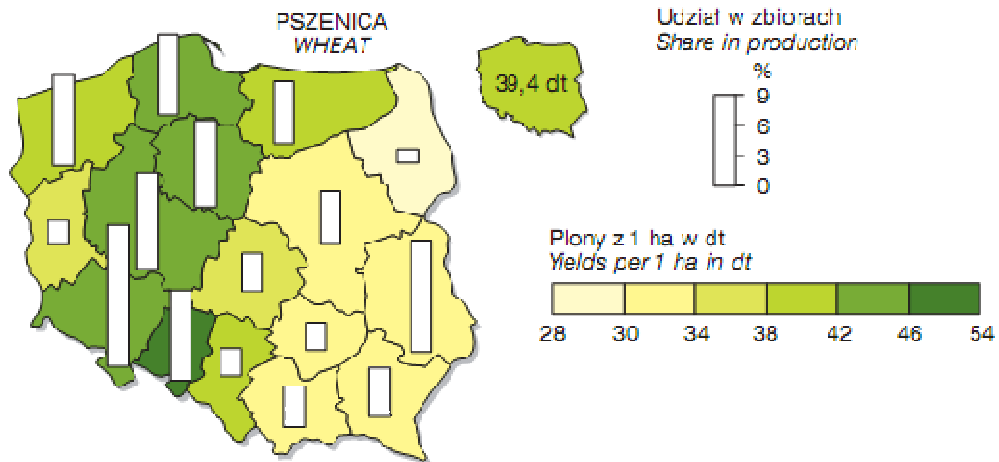 PSZENICA
WHEAT
39,4 dt
Udział w zbiorach
Share in production
%
9
6
3
0
Plony z 1 ha w dt
Yields per 1 ha in dt
28 30 34 38 42 46 54